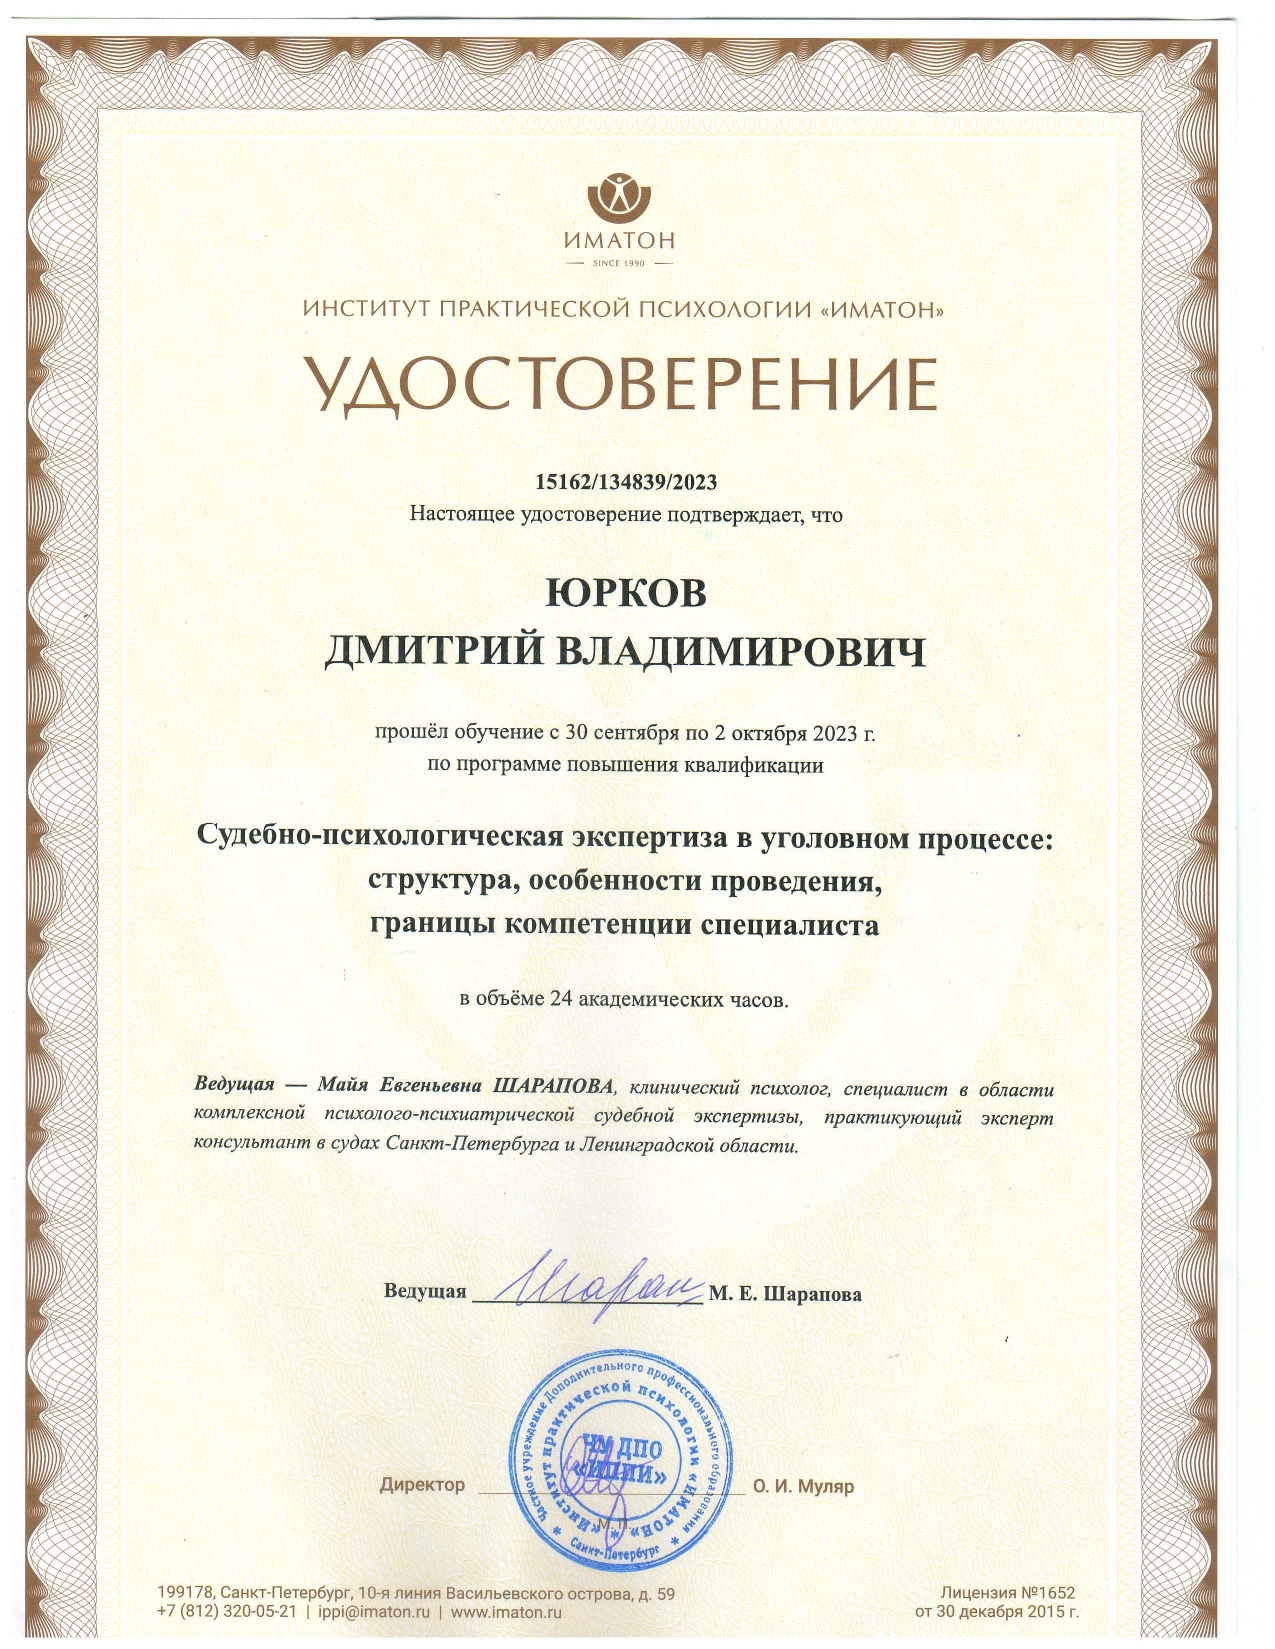 ИМАТОН
SINCE 1990
ИНСТИТУТ ПРАКТИЧЕСКОЙ ПСИХОЛОГИИ «ИМАТОН»
УДОСТОВЕРЕНИЕ
15162/134839/2023
Настоящее удостоверение подтверждает, что
ЮРКОВ
ДМИТРИЙ ВЛАДИМИРОВИЧ
прошёл обучение с 30 сентября по 2 октября 2023 г.
по программе повышения квалификации
Судебно-психологическая экспертиза в уголовном процессе:
структура, особенности проведения,
границы компетенции специалиста
в объёме 24 академических часов.
Ведущая — Майя Евгеньевна ШАРАПОВА, клинический психолог, специалист в области
комплексной психолого-психиатрической судебной экспертизы, практикующий эксперт
консультант в судах Санкт-Петербурга и Ленинградской области.
Ведущая Шарап М. Е. Шарапова
Частное учреждение Дополнительного профессионального образования
«Институт практической психологии «ИМАТОН»
ЧУ ДПО
«ИППИ»
Директор О. И. Муляр
М. П.
Санкт-Петербург
199178, Санкт-Петербург, 10-я линия Васильевского острова, д. 59
+7 (812) 320-05-21 | ippi@imaton.ru | www.imaton.ru
Лицензия №1652
от 30 декабря 2015 г.